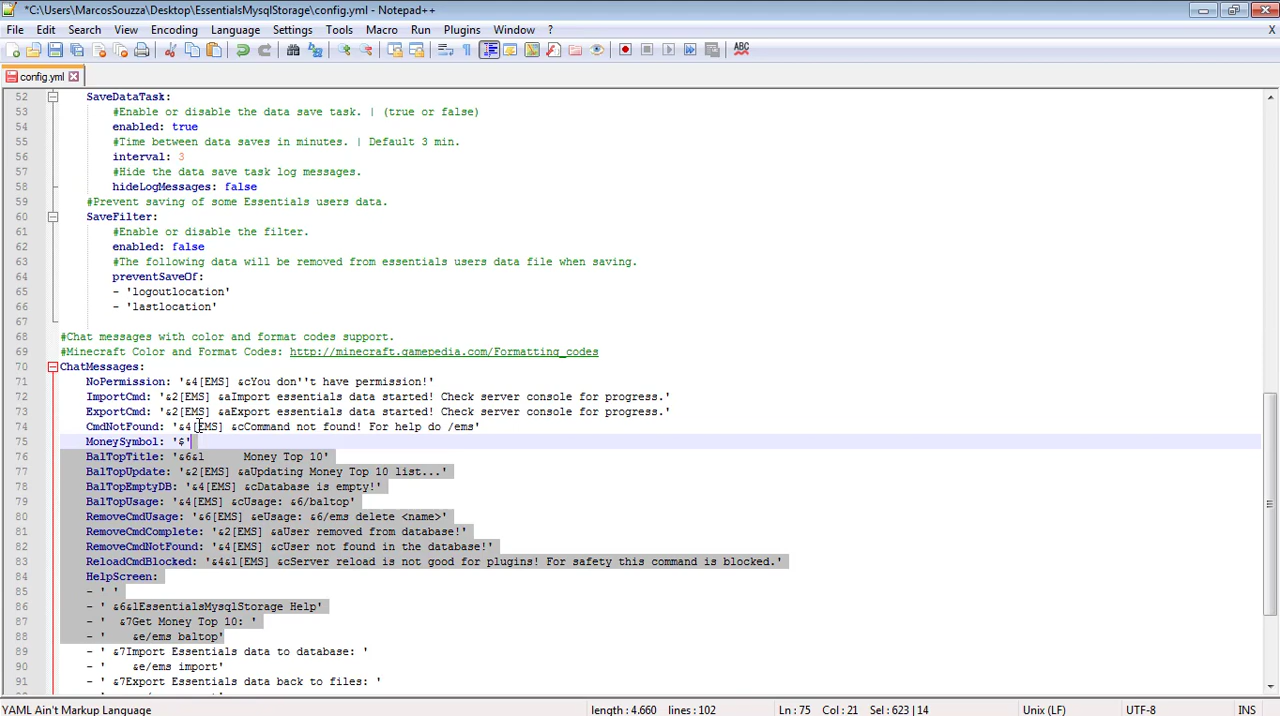 *C:\Users\MarcosSouzza\Desktop\EssentialsMysqlStorage\config.yml - Notepad++
File Edit Search View Encoding Language Settings Tools Macro Run Plugins Window ? X
ABC
config.yml
52 SaveDataTask:
53 #Enable or disable the data save task. | (true or false)
54 enabled: true
55 #Time between data saves in minutes. | Default 3 min.
56 interval: 3
57 #Hide the data save task log messages.
58 hideLogMessages: false
59 #Prevent saving of some Essentials users data.
60 SaveFilter:
61 #Enable or disable the filter.
62 enabled: false
63 #The following data will be removed from essentials users data file when saving.
64 preventSaveOf:
65 - 'logoutlocation'
66 - 'lastlocation'
67
68 #Chat messages with color and format codes support.
69 #Minecraft Color and Format Codes: http://minecraft.gamepedia.com/Formatting_codes
70 ChatMessages:
71 NoPermission: '&4[EMS] &cYou don''t have permission!'
72 ImportCmd: '&2[EMS] &aImport essentials data started! Check server console for progress.'
73 ExportCmd: '&2[EMS] &aExport essentials data started! Check server console for progress.'
74 CmdNotFound: '&4[EMS] &cCommand not found! For help do /ems'
75 MoneySymbol: '$'
76 BalTopTitle: '&6&l      Money Top 10'
77 BalTopUpdate: '&2[EMS] &aUpdating Money Top 10 list...'
78 BalTopEmptyDB: '&4[EMS] &cDatabase is empty!'
79 BalTopUsage: '&4[EMS] &cUsage: &6/baltop'
80 RemoveCmdUsage: '&6[EMS] &eUsage: &6/ems delete <name>'
81 RemoveCmdComplete: '&2[EMS] &aUser removed from database!'
82 RemoveCmdNotFound: '&4[EMS] &cUser not found in the database!'
83 ReloadCmdBlocked: '&4&l[EMS] &cServer reload is not good for plugins! For safety this command is blocked.'
84 HelpScreen:
85 - ' '
86 - ' &6&lEssentialsMysqlStorage Help'
87 - '  &7Get Money Top 10: '
88 - '    &e/ems baltop'
89 - ' &7Import Essentials data to database: '
90 - '    &e/ems import'
91 - ' &7Export Essentials data back to files: '
YAML Ain't Markup Language length : 4.660 lines : 102 Ln : 75 Col : 21 Sel : 623 | 14 Unix (LF) UTF-8 INS